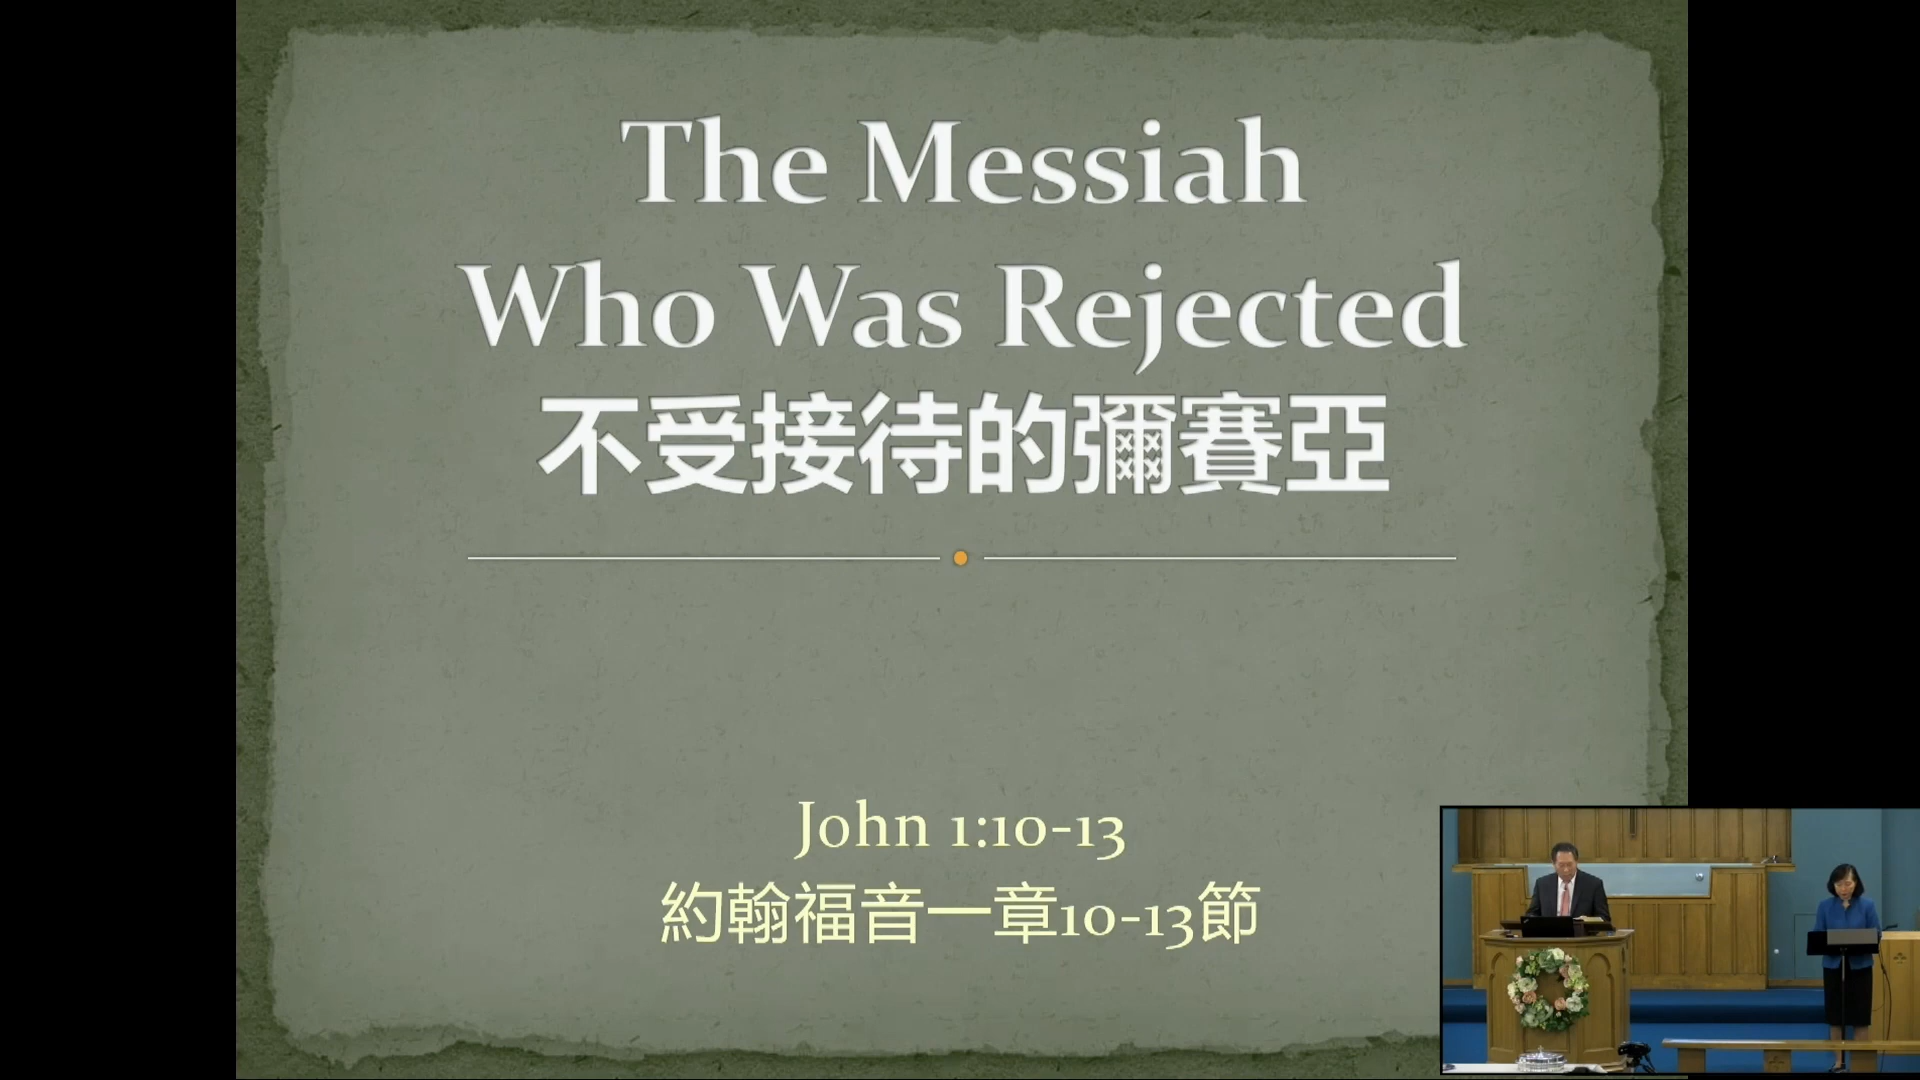 The Messiah
Who Was Rejected
不受接待的彌賽亞
John 1:10-13
約翰福音一章10-13節